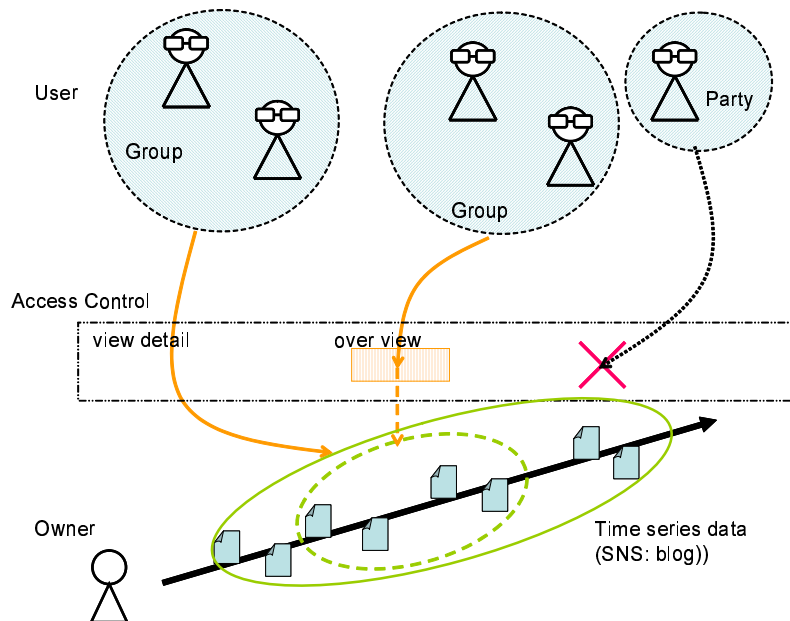 User
Group
Group
Party
Access Control
view detail
over view
Owner
Time series data
(SNS: blog))